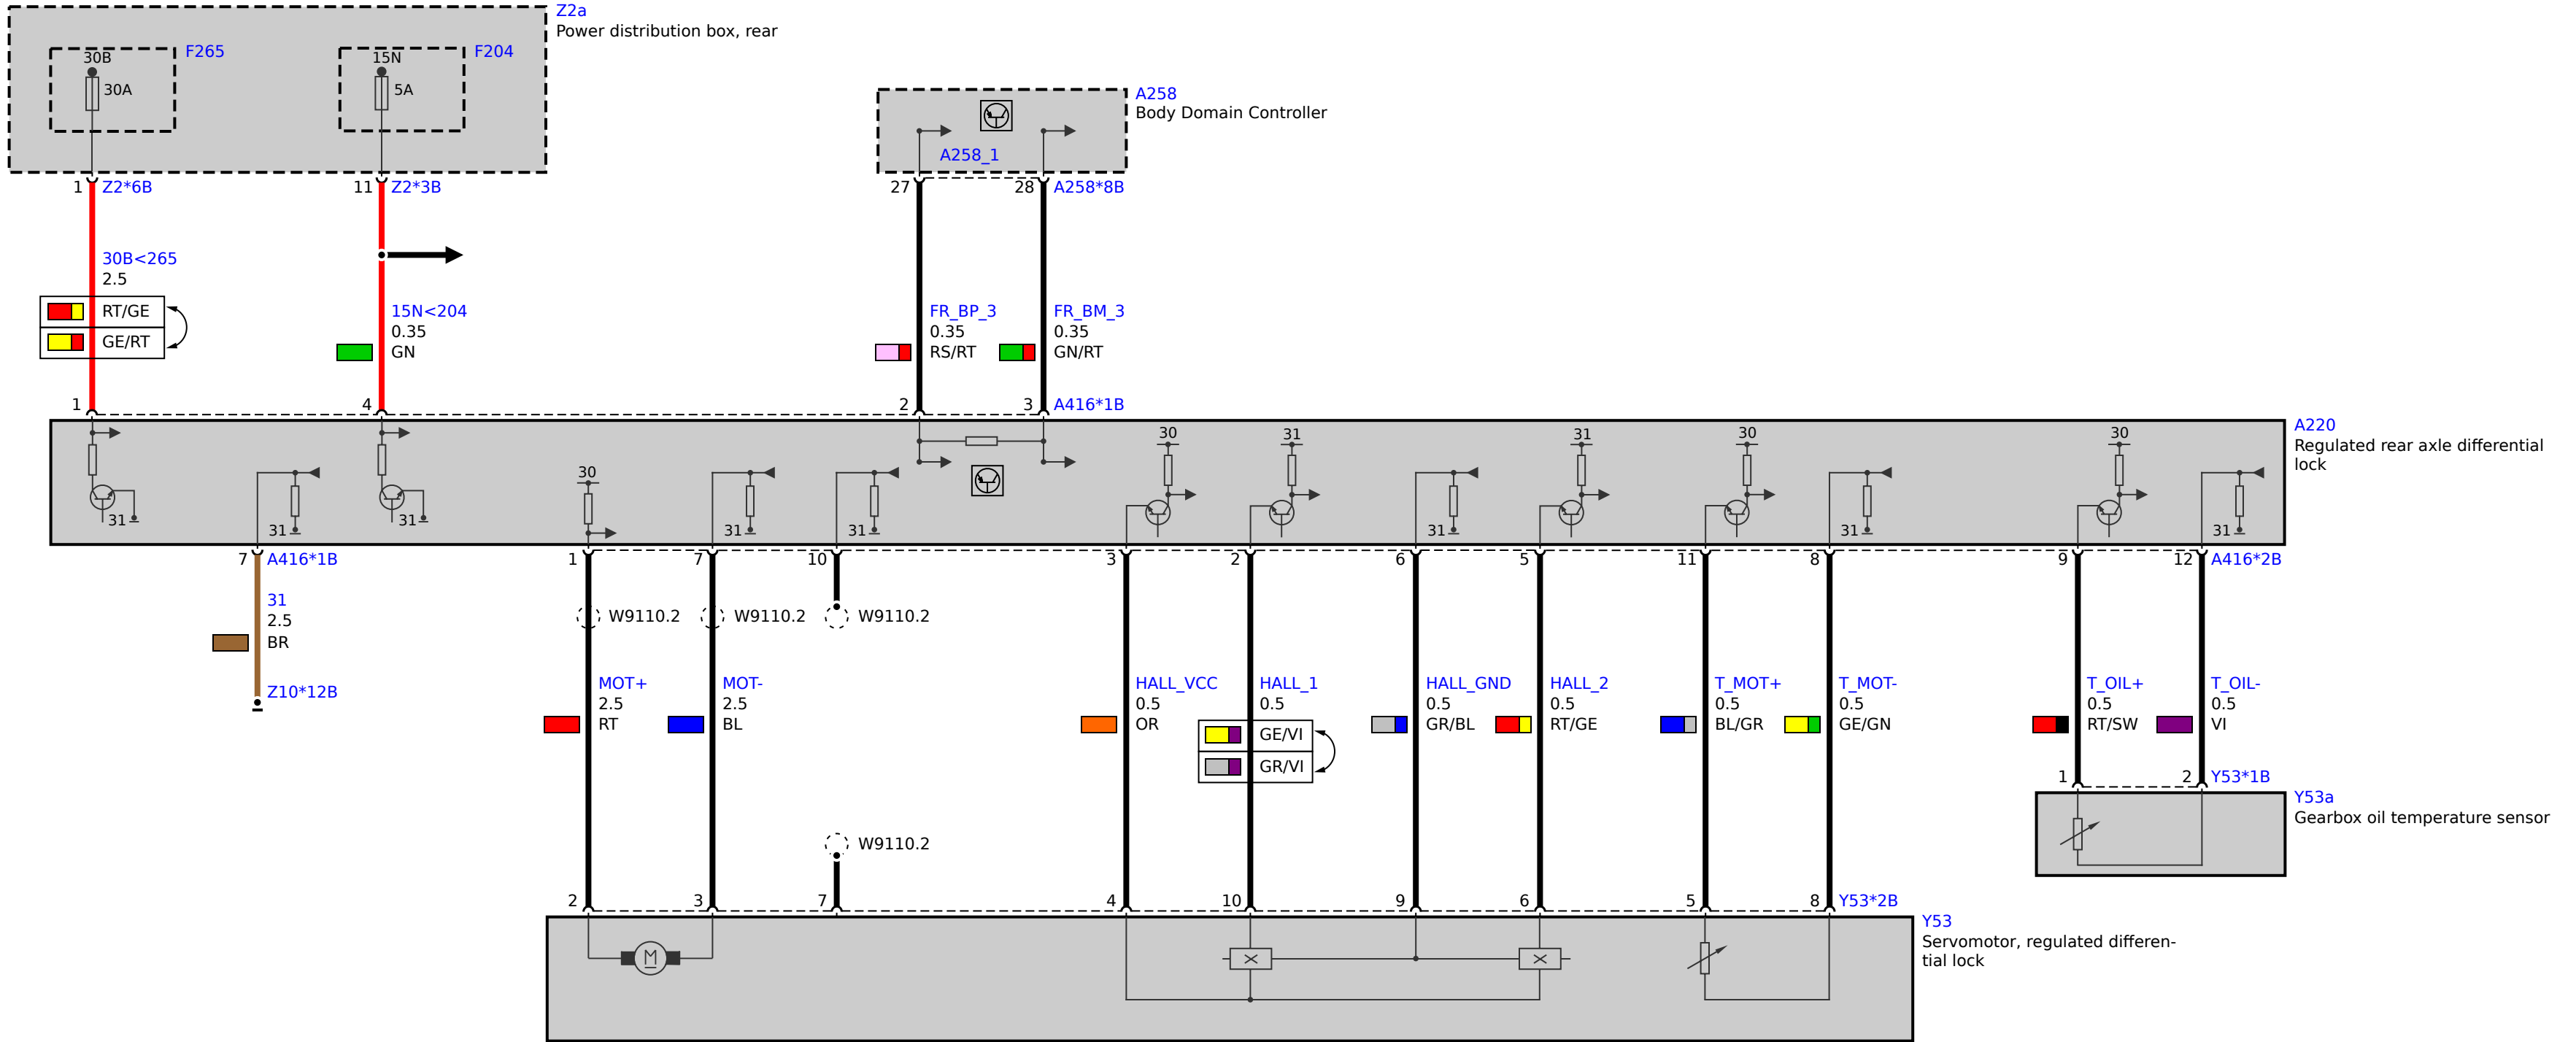 Z2a
Power distribution box, rear
30B
F265
15N
F204
30A
5A
A258
Body Domain Controller
A258_1
1
Z2*6B
11
Z2*3B
27
28
A258*8B
30B<265
2.5
RT/GE
GE/RT
15N<204
0.35
GN
FR_BP_3
0.35
RS/RT
FR_BM_3
0.35
GN/RT
1
4
2
3
A416*1B
A220
Regulated rear axle differential
lock
30
31
31
30
30
30
31
31
31
31
31
31
31
31
7
A416*1B
1
7
10
3
2
6
5
11
8
9
12
A416*2B
31
2.5
BR
Z10*12B
W9110.2
W9110.2
W9110.2
MOT+
2.5
RT
MOT-
2.5
BL
HALL_VCC
0.5
OR
HALL_1
0.5
GE/VI
GR/VI
HALL_GND
0.5
GR/BL
HALL_2
0.5
RT/GE
T_MOT+
0.5
BL/GR
T_MOT-
0.5
GE/GN
T_OIL+
0.5
RT/SW
T_OIL-
0.5
VI
1
2
Y53*1B
Y53a
Gearbox oil temperature sensor
W9110.2
2
3
7
4
10
9
6
5
8
Y53*2B
Y53
Servomotor, regulated differen-
tial lock
M